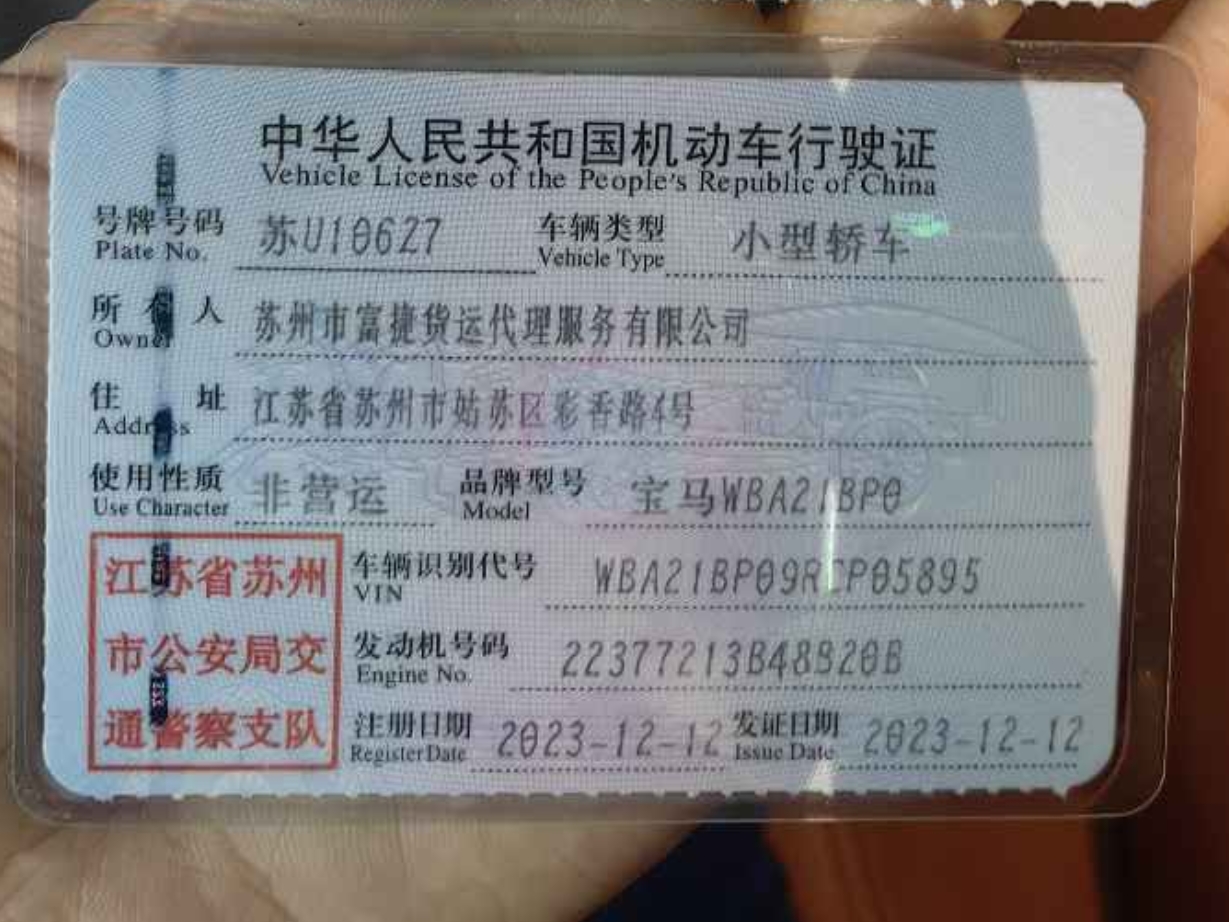 中华人民共和国机动车行驶证
Vehicle License of the People's Republic of China
号牌号码 苏U10627 车辆类型 小型轿车
Plate No. Vehicle Type
所有人 苏州市富捷货运代理服务有限公司
Owner
住址 江苏省苏州市姑苏区彩香路4号
Address
使用性质 非营运 品牌型号 宝马WBA21BP0
Use Character Model
江苏省苏州
市公安局交
通警察支队
车辆识别代号
VIN
发动机号码
Engine No.
注册日期 2023-12-12 发证日期 2023-12-12
Register Date Issue Date